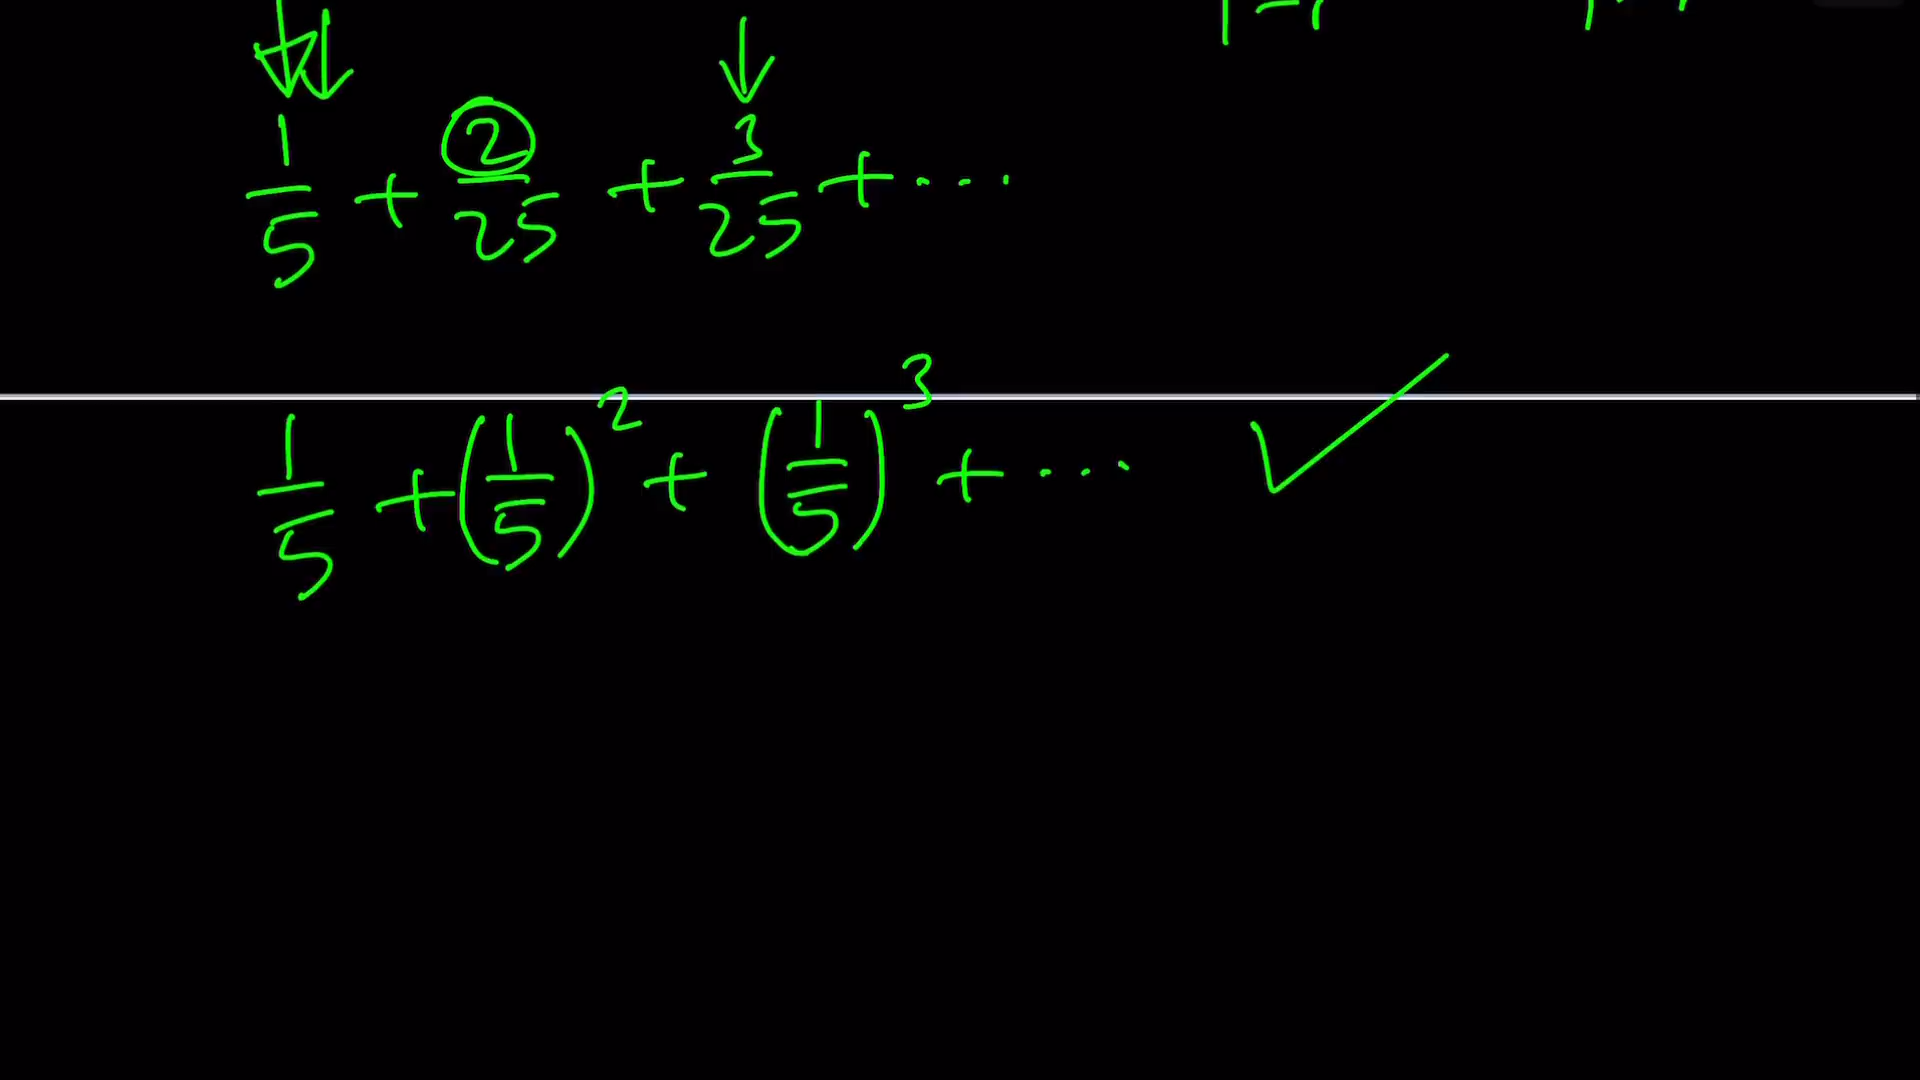 1/5 + 2/25 + 3/25 + ...
1/5 + (1/5)^2 + (1/5)^3 + ... ✓